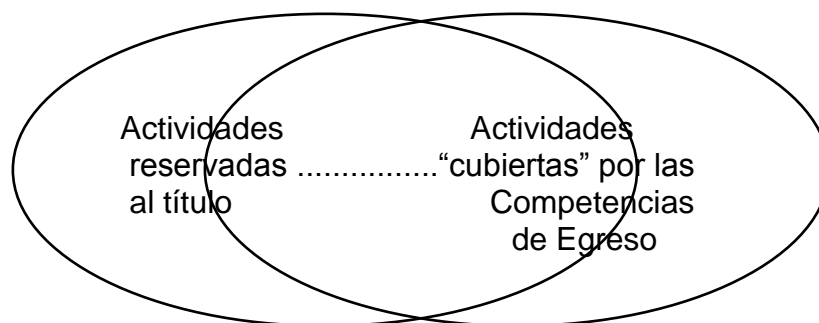 Actividades Actividades
reservadas ................“cubiertas” por las
al título Competencias
de Egreso